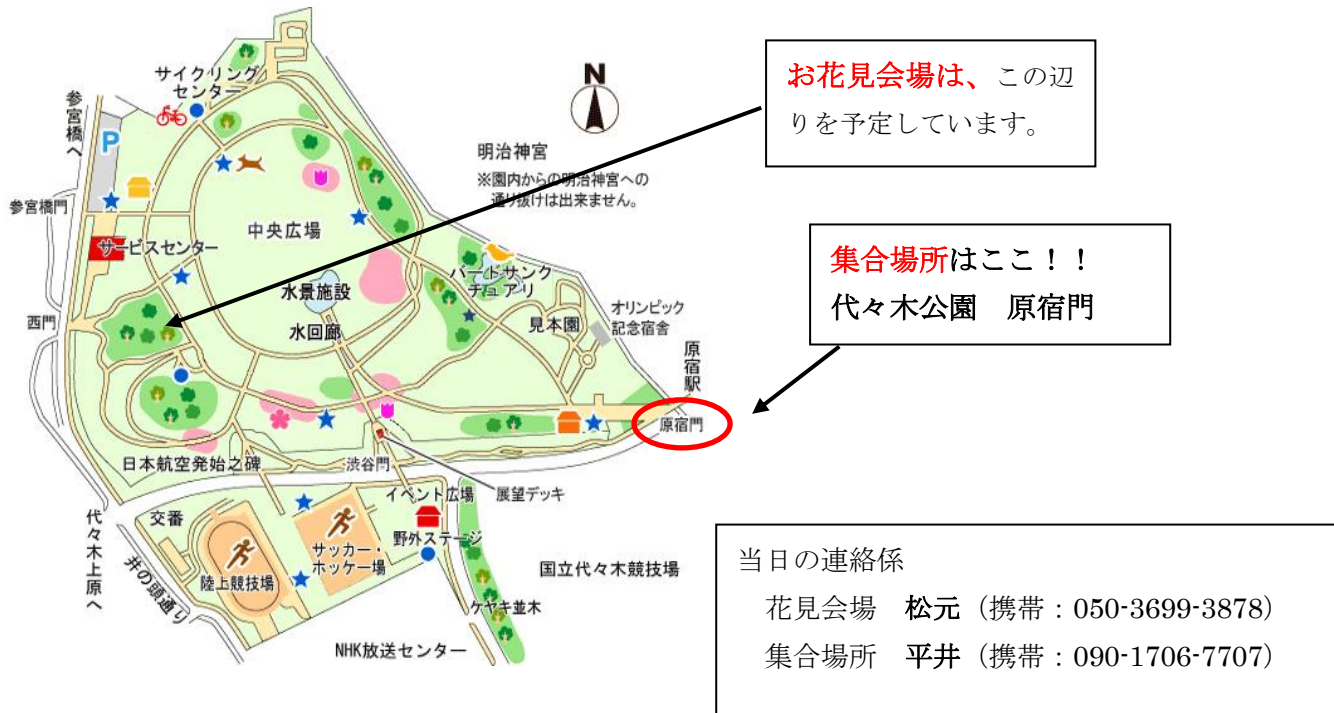 サイクリング
センター
参宮橋へ
P
参宮橋門
サービスセンター
西門
N
明治神宮
※園内からの明治神宮への
通り抜けは出来ません。
中央広場
水景施設
水回廊
バードサンク
チュアリ
見本園
オリンピック
記念宿舎
原宿駅
原宿門
日本航空発始之碑
渋谷門
展望デッキ
イベント広場
野外ステージ
交番
陸上競技場
サッカー・
ホッケー場
代々木上原へ
井の頭通り
ケヤキ並木
国立代々木競技場
NHK放送センター
お花見会場は、この辺
りを予定しています。
集合場所はここ！！
代々木公園　原宿門
当日の連絡係
花見会場　松元（携帯：050-3699-3878）
集合場所　平井（携帯：090-1706-7707）